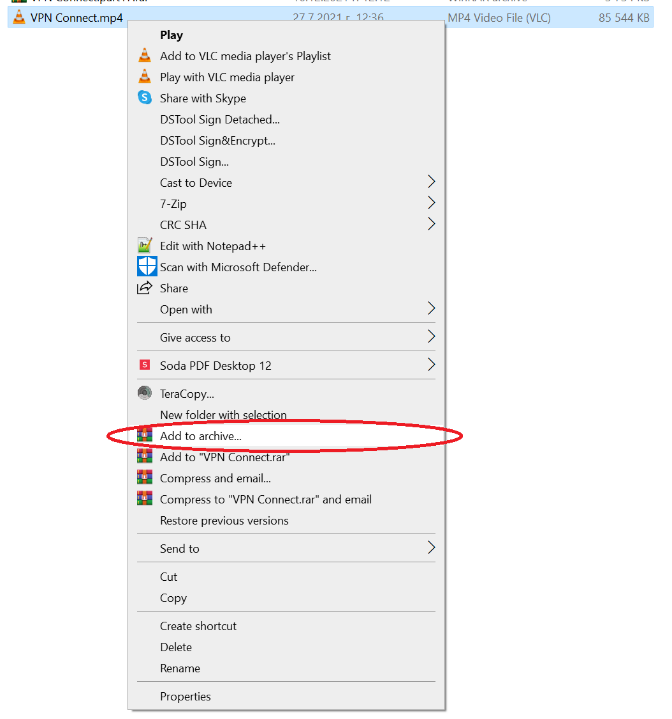 VPN Connect.mp4 27.7.2021 г. 12:36 MP4 Video File (VLC) 85 544 KB
Play
Add to VLC media player's Playlist
Play with VLC media player
Share with Skype
DSTool Sign Detached...
DSTool Sign&Encrypt...
DSTool Sign...
Cast to Device
7-Zip
CRC SHA
Edit with Notepad++
Scan with Microsoft Defender...
Share
Open with
Give access to
Soda PDF Desktop 12
TeraCopy...
New folder with selection
Add to archive...
Add to "VPN Connect.rar"
Compress and email...
Compress to "VPN Connect.rar" and email
Restore previous versions
Send to
Cut
Copy
Create shortcut
Delete
Rename
Properties